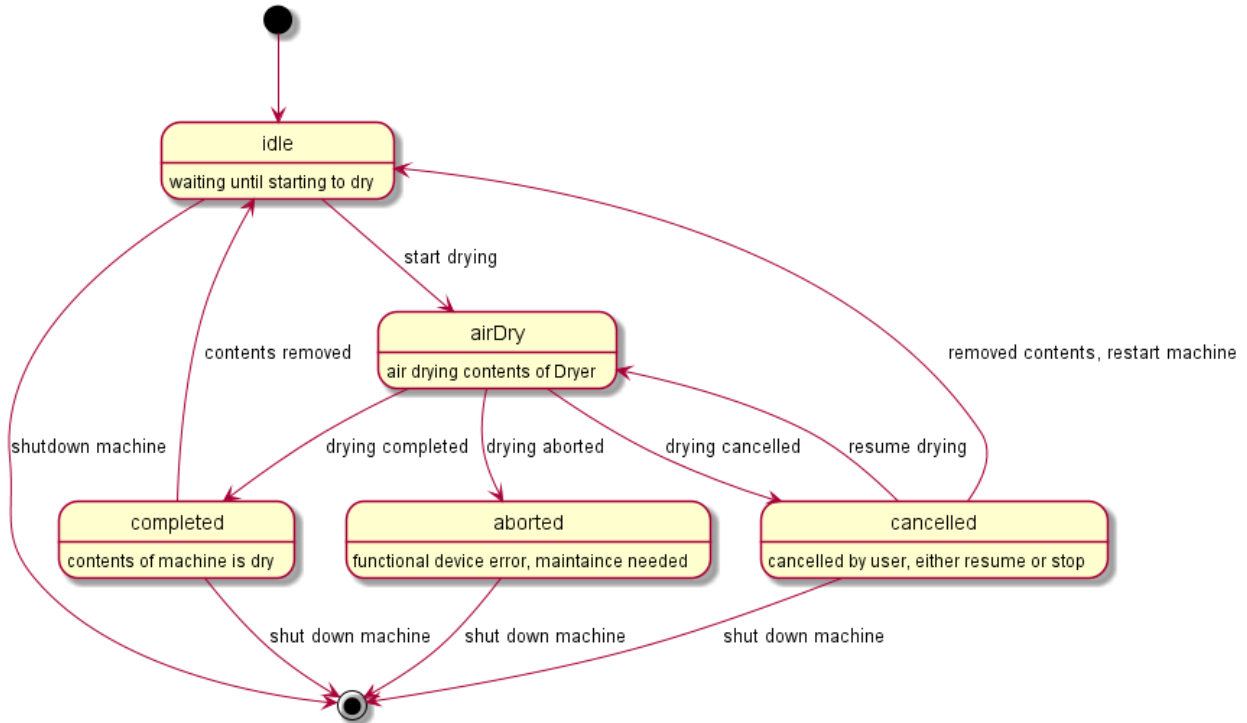 idle
waiting until starting to dry
start drying
airDry
air drying contents of Dryer
contents removed
removed contents, restart machine
shutdown machine
drying completed
drying aborted
drying cancelled
resume drying
completed
contents of machine is dry
aborted
functional device error, maintaince needed
cancelled
cancelled by user, either resume or stop
shut down machine
shut down machine
shut down machine